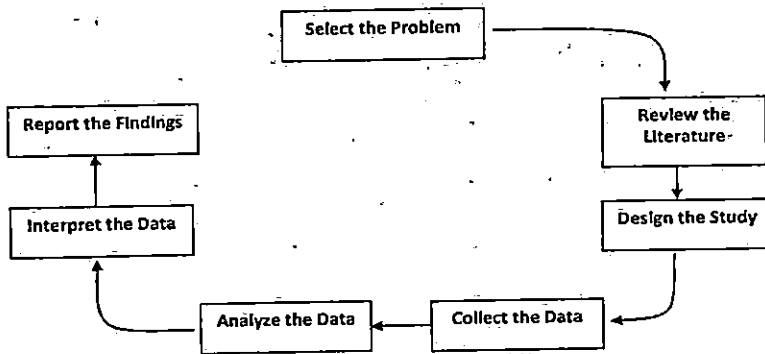 Select the Problem
Review the
Literature
Design the Study
Collect the Data
Analyze the Data
Interpret the Data
Report the Findings